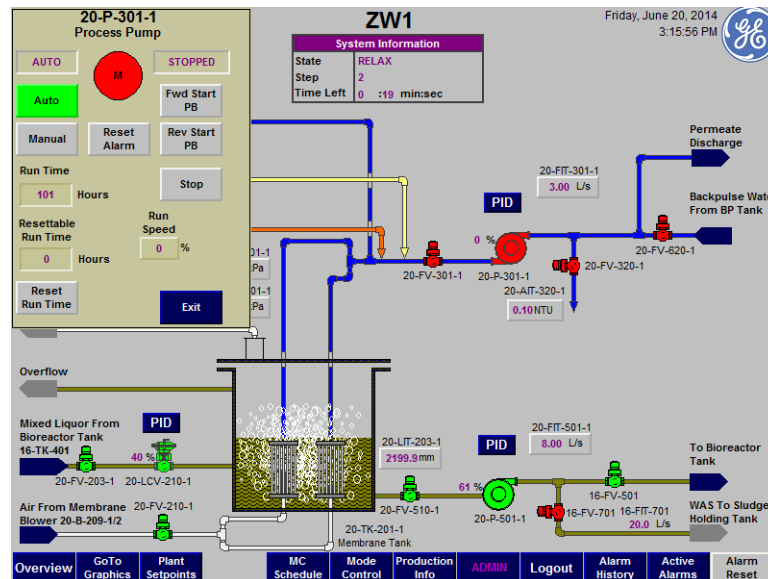 20-P-301-1
Process Pump
AUTO
M
STOPPED
Auto
Fwd Start
PB
Manual
Reset
Alarm
Rev Start
PB
Run Time
101 Hours
Stop
Resettable
Run Time
0 Hours
Run
Speed
0 %
Reset
Run Time
Exit
ZW1
System Information
State RELAX
Step 2
Time Left 0 :19 min:sec
Friday, June 20, 2014
3:15:56 PM
GE
Permeate
Discharge
20-FIT-301-1
3.00 L/s
PID
Backpulse Wate
From BP Tank
0 %
20-FV-301-1
20-P-301-1
20-FV-320-1
20-FV-620-1
20-AIT-320-1
0.10 NTU
01-1
Pa
01-1
Pa
Overflow
Mixed Liquor From
Bioreactor Tank
16-TK-401
PID
40 %
20-FV-203-1
20-LCV-210-1
20-LIT-203-1
2199.9 mm
PID
20-FIT-501-1
8.00 L/s
To Bioreactor
Tank
61 %
20-FV-510-1
20-P-501-1
16-FV-501
16-FV-701
16-FIT-701
20.0 L/s
WAS To Sludge
Holding Tank
Air From Membrane
Blower 20-B-209-1/2
20-FV-210-1
20-TK-201-1
Membrane Tank
Overview
GoTo
Graphics
Plant
Setpoints
MC
Schedule
Mode
Control
Production
Info
ADMIN
Logout
Alarm
History
Active
Alarms
Alarm
Reset